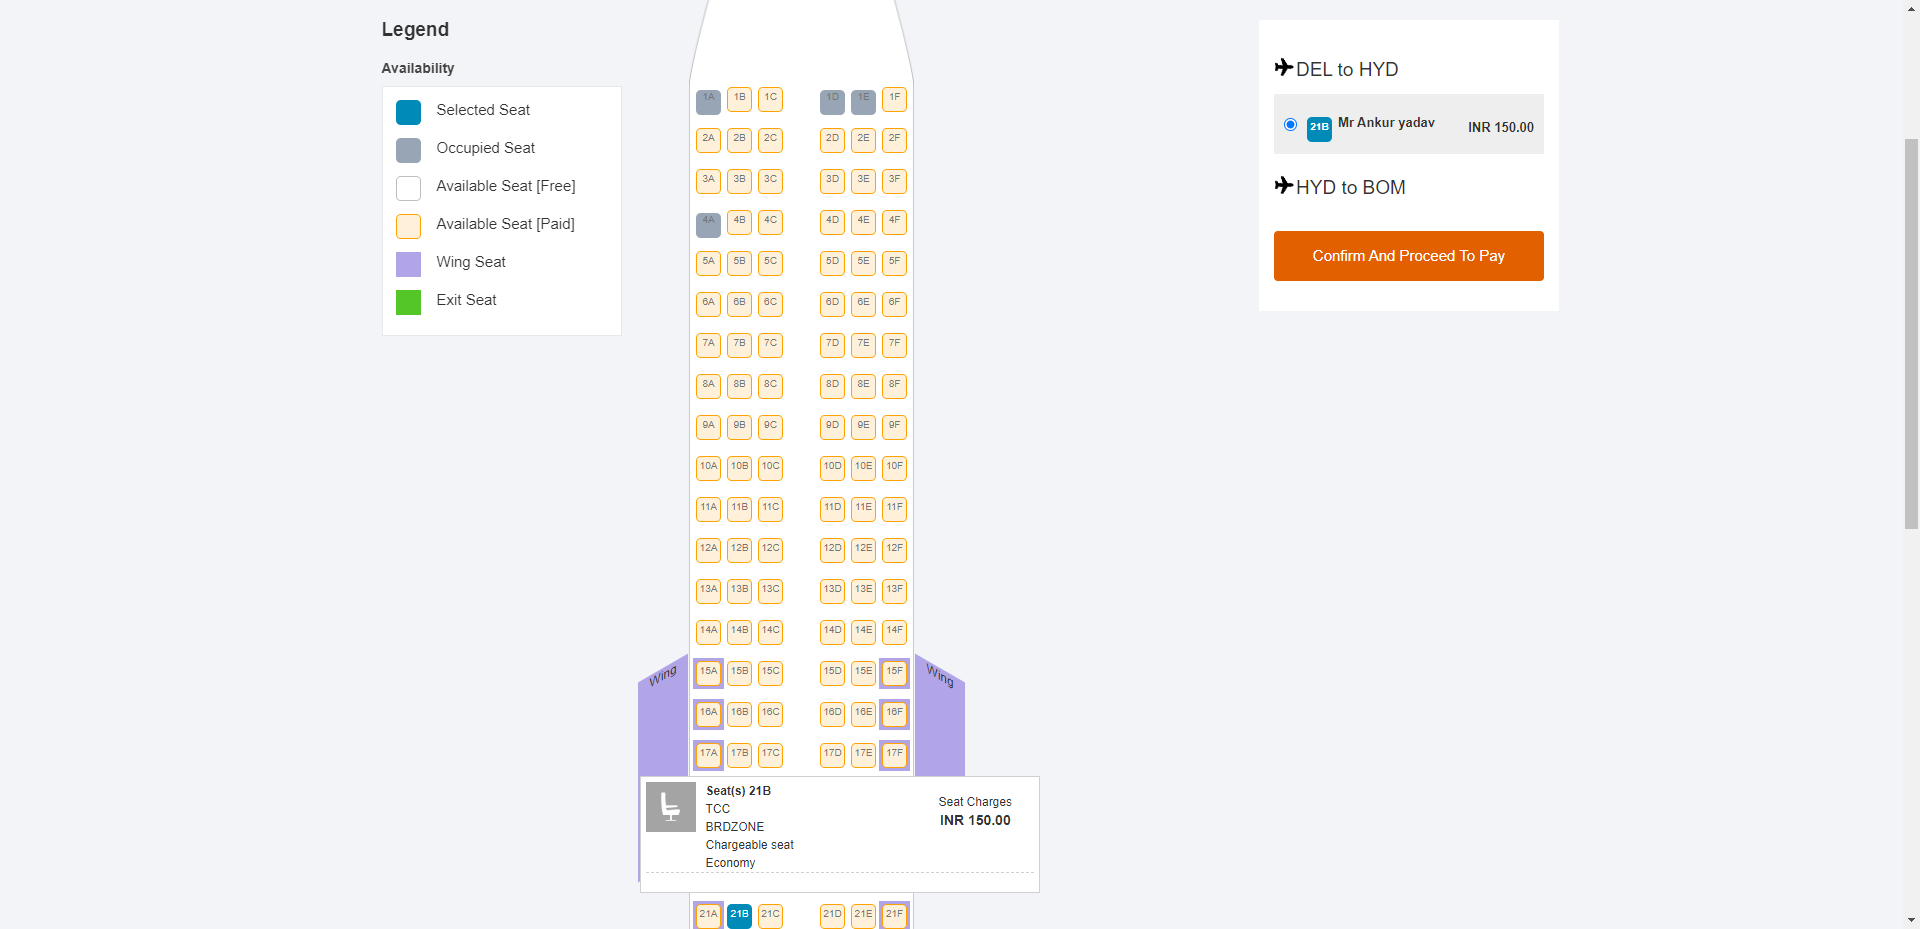 Legend
Availability
Selected Seat
Occupied Seat
Available Seat [Free]
Available Seat [Paid]
Wing Seat
Exit Seat
1A 1B 1C 1D 1E 1F
2A 2B 2C 2D 2E 2F
3A 3B 3C 3D 3E 3F
4A 4B 4C 4D 4E 4F
5A 5B 5C 5D 5E 5F
6A 6B 6C 6D 6E 6F
7A 7B 7C 7D 7E 7F
8A 8B 8C 8D 8E 8F
9A 9B 9C 9D 9E 9F
10A 10B 10C 10D 10E 10F
11A 11B 11C 11D 11E 11F
12A 12B 12C 12D 12E 12F
13A 13B 13C 13D 13E 13F
14A 14B 14C 14D 14E 14F
Wing 15A 15B 15C 15D 15E 15F Wing
16A 16B 16C 16D 16E 16F
17A 17B 17C 17D 17E 17F
Seat(s) 21B
TCC
BRDZONE
Chargeable seat
Economy
Seat Charges
INR 150.00
21A 21B 21C 21D 21E 21F
DEL to HYD
21B Mr Ankur yadav INR 150.00
HYD to BOM
Confirm And Proceed To Pay